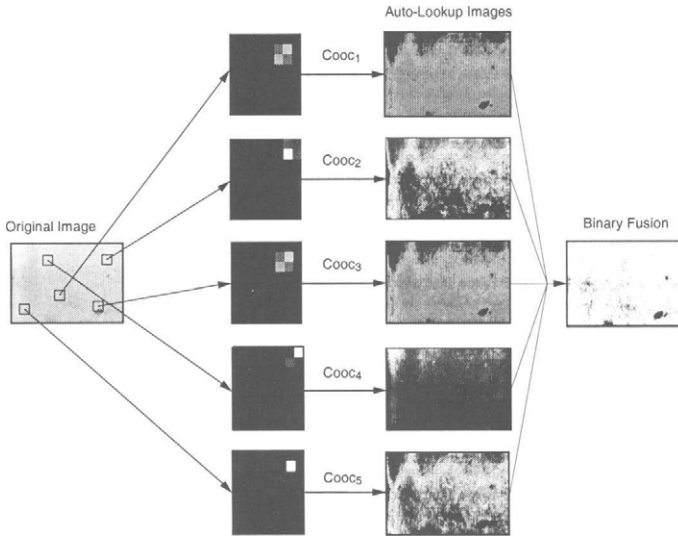 Auto-Lookup Images
Cooc1
Cooc2
Original Image
Binary Fusion
Cooc3
Cooc4
Cooc5